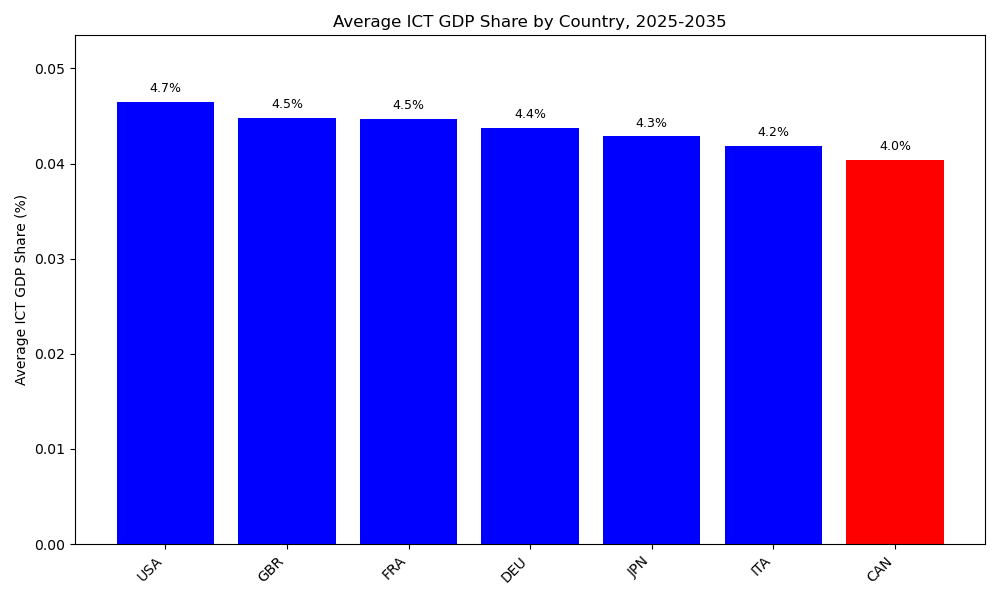 Average ICT GDP Share by Country, 2025-2035
Average ICT GDP Share (%)
0.05
0.04
0.03
0.02
0.01
0.00
4.7%
4.5%
4.5%
4.4%
4.3%
4.2%
4.0%
USA
GBR
FRA
DEU
JPN
ITA
CAN